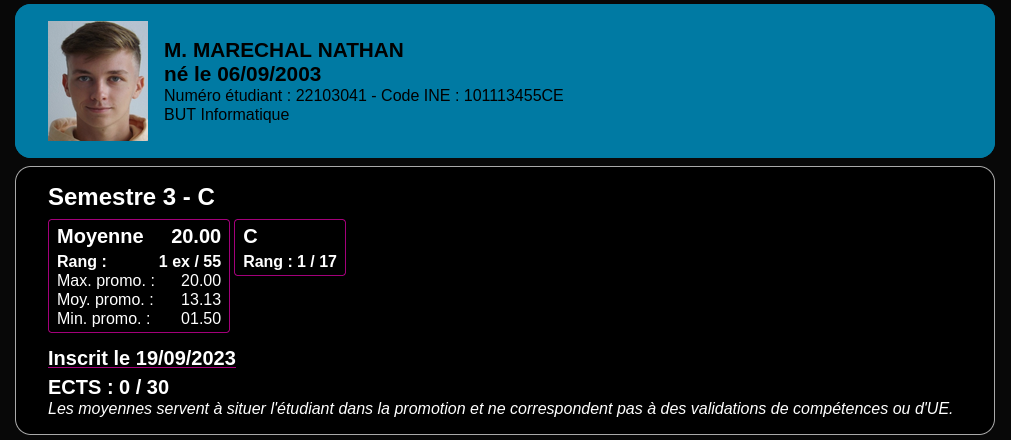 M. MARECHAL NATHAN
né le 06/09/2003
Numéro étudiant : 22103041 - Code INE : 101113455CE
BUT Informatique
Semestre 3 - C
Moyenne 20.00
Rang : 1 ex / 55
Max. promo. : 20.00
Moy. promo. : 13.13
Min. promo. : 01.50
C
Rang : 1 / 17
Inscrit le 19/09/2023
ECTS : 0 / 30
Les moyennes servent à situer l'étudiant dans la promotion et ne correspondent pas à des validations de compétences ou d'UE.